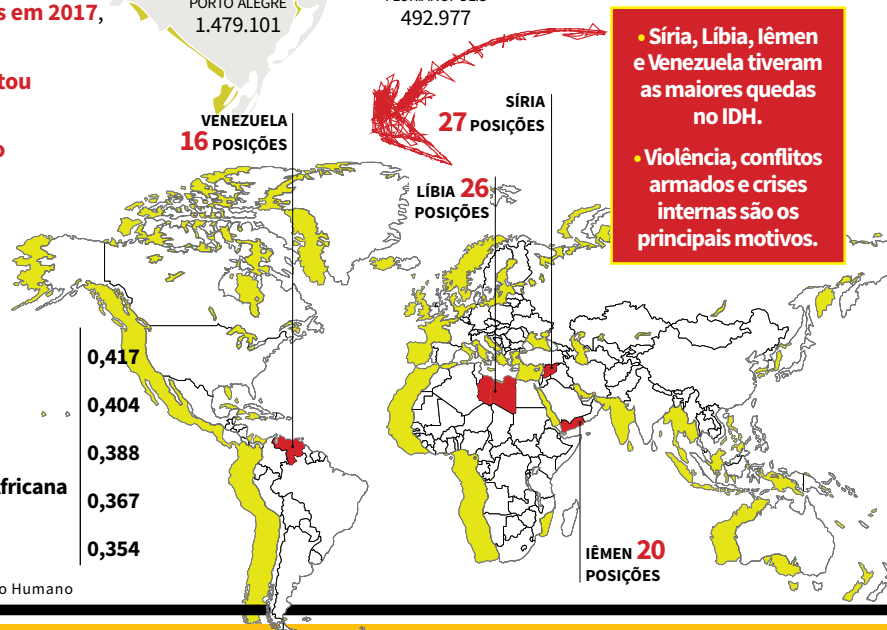 s em 2017,
tou
o
PORTO ALEGRE
1.479.101
492.977
• Síria, Líbia, Iêmen
e Venezuela tiveram
as maiores quedas
no IDH.
• Violência, conflitos
armados e crises
internas são os
principais motivos.
VENEZUELA
16 POSIÇÕES
SÍRIA
27 POSIÇÕES
LÍBIA 26
POSIÇÕES
0,417
0,404
0,388
fricana
0,367
0,354
IÊMEN 20
POSIÇÕES
o Humano